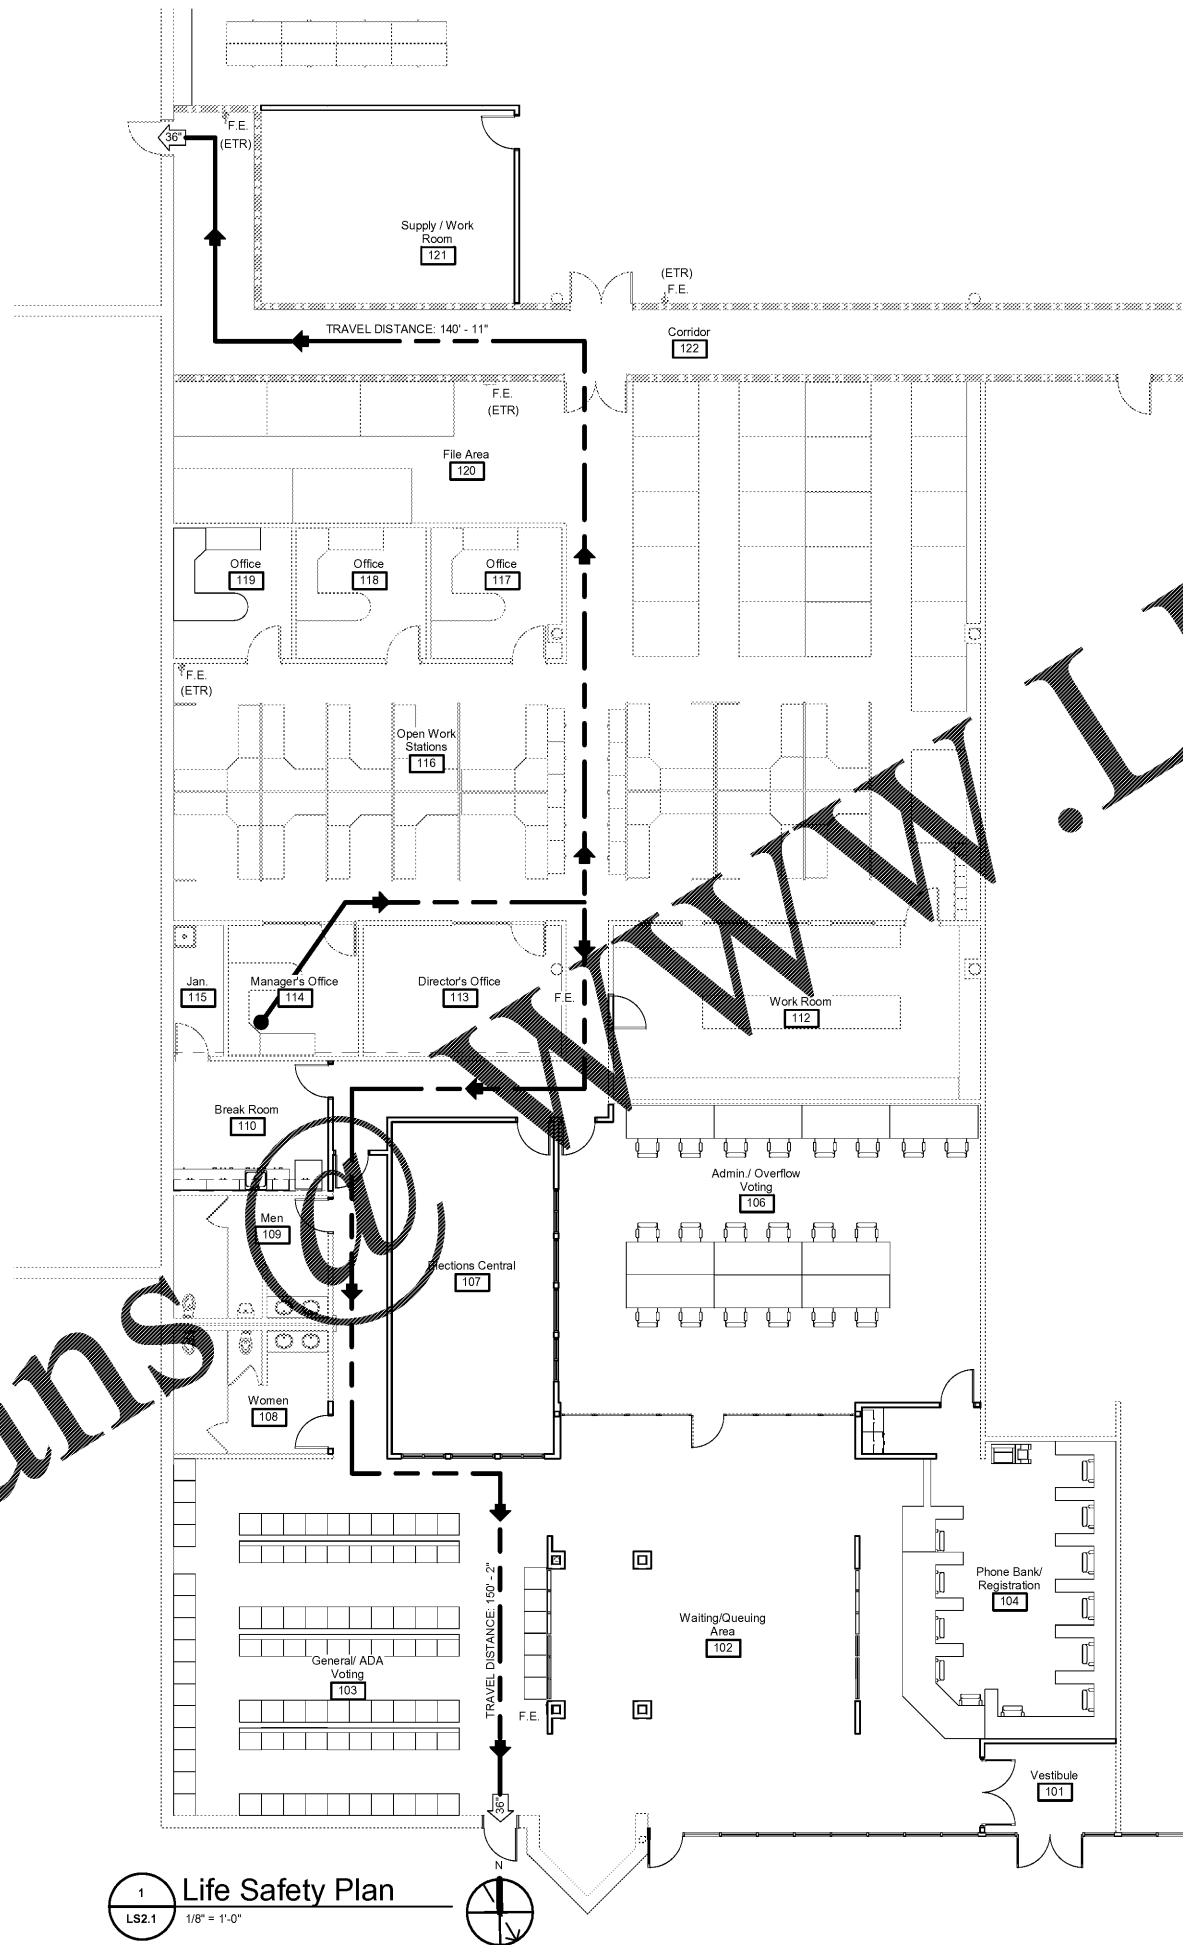 F.E.
(ETR)
36"
Supply / Work
Room
121
(ETR)
F.E.
TRAVEL DISTANCE: 140' - 11"
Corridor
122
F.E.
(ETR)
File Area
120
Office
119
Office
118
Office
117
F.E.
(ETR)
Open Work
Stations
116
Jan.
115
Manager's Office
114
Director's Office
113
F.E.
Work Room
112
Break Room
110
Admin./ Overflow
Voting
106
Men
109
Elections Central
107
Women
108
Phone Bank/
Registration
104
TRAVEL DISTANCE: 150' - 2"
Waiting/Queuing
Area
102
General/ ADA
Voting
103
F.E.
Vestibule
101
36"
N
1
LS2.1
Life Safety Plan
1/8" = 1'-0"
ans @ www.L